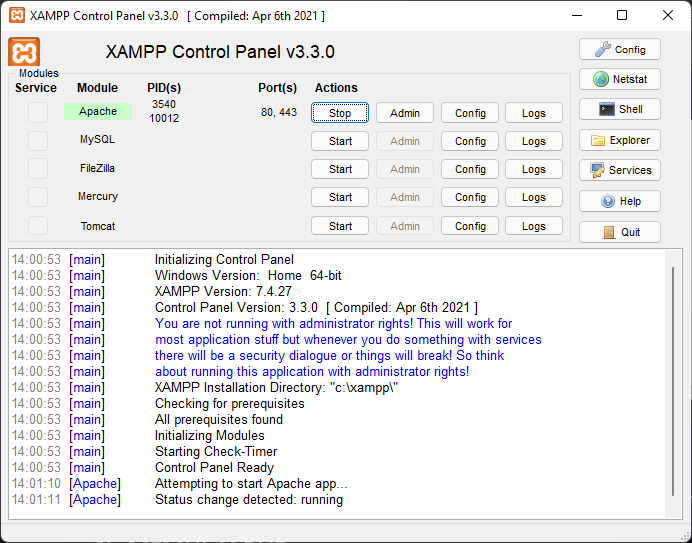 XAMPP Control Panel v3.3.0 [ Compiled: Apr 6th 2021 ]
XAMPP Control Panel v3.3.0
Config
Modules
Service Module PID(s) Port(s) Actions
Netstat
Apache 3540 10012 80, 443 Stop Admin Config Logs
Shell
MySQL Start Admin Config Logs
Explorer
FileZilla Start Admin Config Logs
Services
Mercury Start Admin Config Logs
Help
Tomcat Start Admin Config Logs
Quit
14:00:53 [main] Initializing Control Panel
14:00:53 [main] Windows Version: Home 64-bit
14:00:53 [main] XAMPP Version: 7.4.27
14:00:53 [main] Control Panel Version: 3.3.0 [ Compiled: Apr 6th 2021 ]
14:00:53 [main] You are not running with administrator rights! This will work for
14:00:53 [main] most application stuff but whenever you do something with services
14:00:53 [main] there will be a security dialogue or things will break! So think
14:00:53 [main] about running this application with administrator rights!
14:00:53 [main] XAMPP Installation Directory: "c:\xampp\"
14:00:53 [main] Checking for prerequisites
14:00:53 [main] All prerequisites found
14:00:53 [main] Initializing Modules
14:00:53 [main] Starting Check-Timer
14:00:53 [main] Control Panel Ready
14:01:10 [Apache] Attempting to start Apache app...
14:01:11 [Apache] Status change detected: running